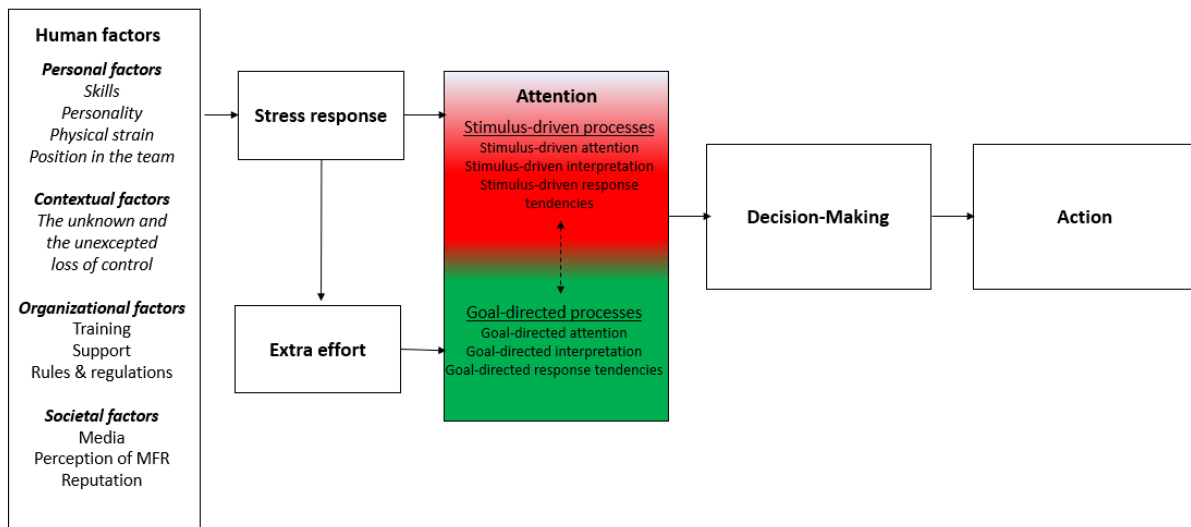 Human factors
Personal factors
Skills
Personality
Physical strain
Position in the team
Contextual factors
The unknown and
the unexcepted
loss of control
Organizational factors
Training
Support
Rules & regulations
Societal factors
Media
Perception of MFR
Reputation
Stress response
Extra effort
Attention
Stimulus-driven processes
Stimulus-driven attention
Stimulus-driven interpretation
Stimulus-driven response
tendencies
Goal-directed processes
Goal-directed attention
Goal-directed interpretation
Goal-directed response tendencies
Decision-Making
Action